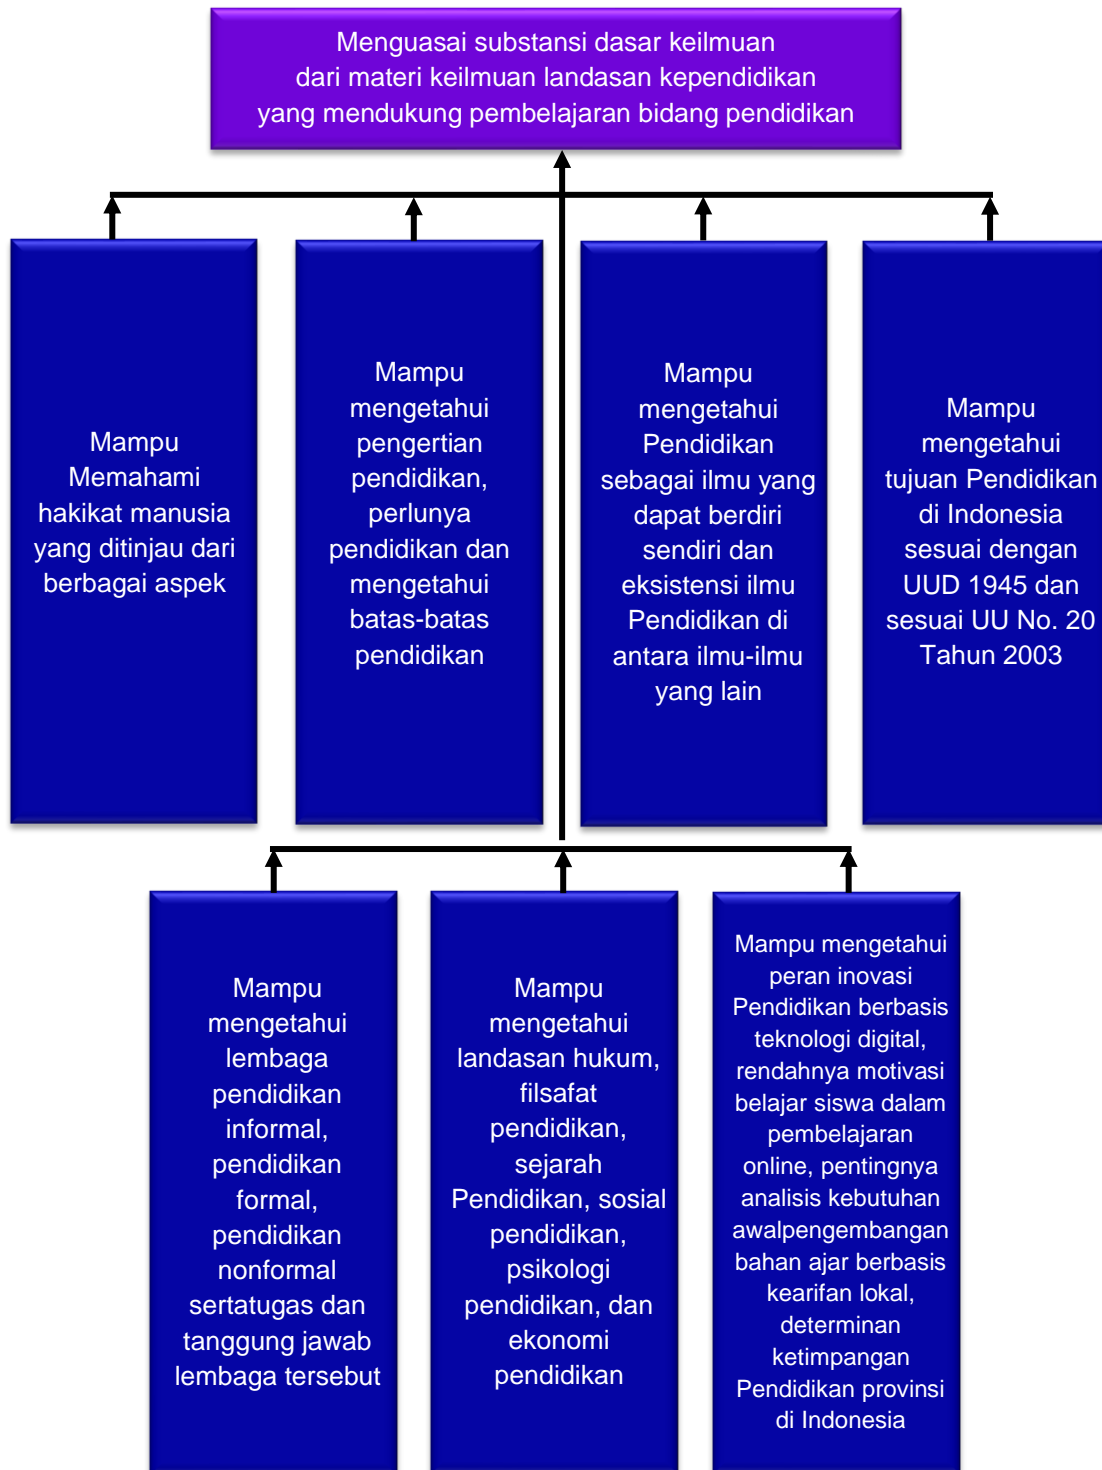 Menguasai substansi dasar keilmuan
dari materi keilmuan landasan kependidikan
yang mendukung pembelajaran bidang pendidikan
Mampu
Memahami
hakikat manusia
yang ditinjau dari
berbagai aspek
Mampu
mengetahui
pengertian
pendidikan,
perlunya
pendidikan dan
mengetahui
batas-batas
pendidikan
Mampu
mengetahui
Pendidikan
sebagai ilmu yang
dapat berdiri
sendiri dan
eksistensi ilmu
Pendidikan di
antara ilmu-ilmu
yang lain
Mampu
mengetahui
tujuan Pendidikan
di Indonesia
sesuai dengan
UUD 1945 dan
sesuai UU No. 20
Tahun 2003
Mampu
mengetahui
lembaga
pendidikan
informal,
pendidikan
formal,
pendidikan
nonformal
sertatugas dan
tanggung jawab
lembaga tersebut
Mampu
mengetahui
landasan hukum,
filsafat
pendidikan,
sejarah
Pendidikan, sosial
pendidikan,
psikologi
pendidikan, dan
ekonomi
pendidikan
Mampu mengetahui
peran inovasi
Pendidikan berbasis
teknologi digital,
rendahnya motivasi
belajar siswa dalam
pembelajaran
online, pentingnya
analisis kebutuhan
awalpengembangan
bahan ajar berbasis
kearifan lokal,
determinan
ketimpangan
Pendidikan provinsi
di Indonesia